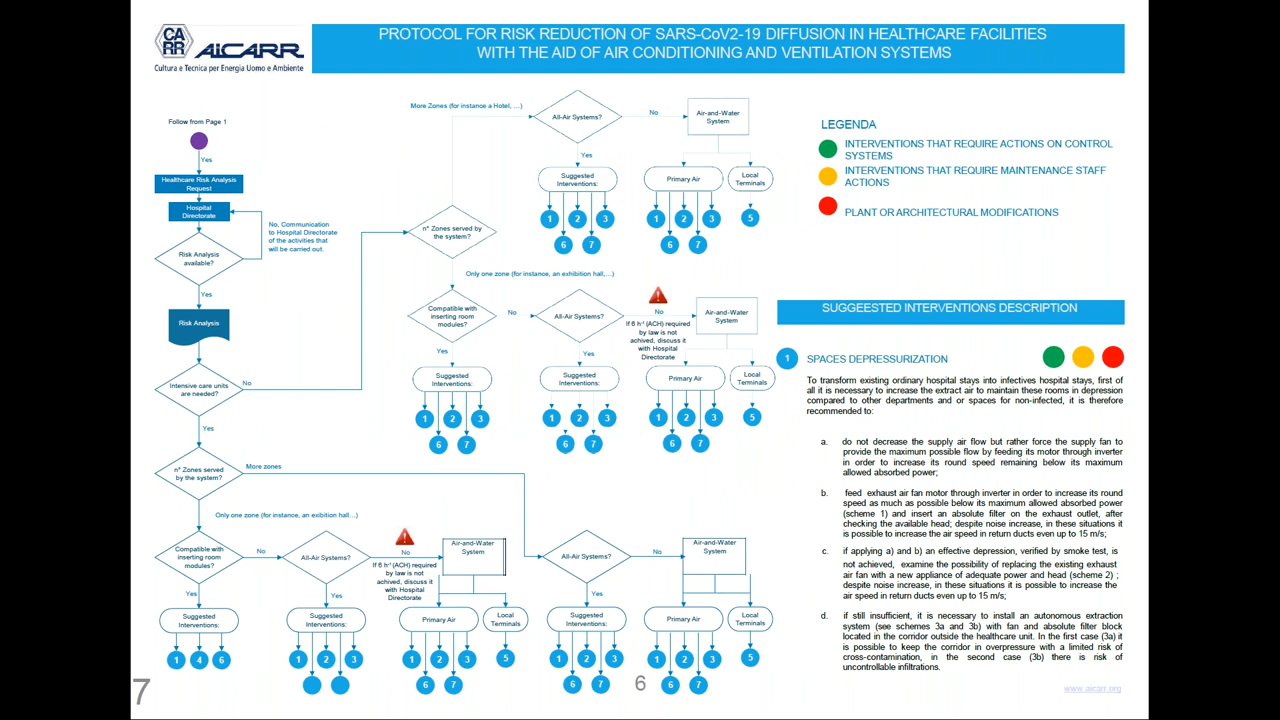 CA
RR
AiCARR
Cultura e Tecnica per Energia Uomo e Ambiente
PROTOCOL FOR RISK REDUCTION OF SARS-CoV2-19 DIFFUSION IN HEALTHCARE FACILITIES
WITH THE AID OF AIR CONDITIONING AND VENTILATION SYSTEMS
Follow from Page 1
Yes
Healthcare Risk Analysis
Request
Hospital
Directorate
No, Communication
to Hospital Directorate
of the activities that
will be carried out.
Risk Analysis
available?
Yes
Risk Analysis
Intensive care units
are needed?
No
Yes
n° Zones served
by the system?
More zones
Only one zone (for instance, an exibition hall...)
Compatible with
inserting room
modules?
No
Yes
Suggested
Interventions:
1 4 6
All-Air Systems?
No
If 6 h-¹ (ACH) required
by law is not
achived, discuss it
with Hospital
Directorate
Yes
Suggested
Interventions:
1 2 3
Air-and-Water
System
Primary Air
1 2 3
6 7
Local
Terminals
5
All-Air Systems?
No
Yes
Suggested
Interventions:
1 2 3
6 7
Air-and-Water
System
Primary Air
1 2 3
6 7
Local
Terminals
5
More Zones (for instance a Hotel, ....)
All-Air Systems?
No
Yes
Air-and-Water
System
Suggested
Interventions:
1 2 3
6 7
Primary Air
1 2 3
6 7
Local
Terminals
5
n° Zones served by
the system?
Only one zone (for instance, an exhibition hall,...)
Compatible with
inserting room
modules?
No
Yes
Suggested
Interventions:
1 2 3
6 7
All-Air Systems?
No
If 6 h-¹ (ACH) required
by law is not
achived, discuss it
with Hospital
Directorate
Yes
Suggested
Interventions:
1 2 3
6 7
Air-and-Water
System
Primary Air
1 2 3
6 7
Local
Terminals
5
LEGENDA
INTERVENTIONS THAT REQUIRE ACTIONS ON CONTROL
SYSTEMS
INTERVENTIONS THAT REQUIRE MAINTENANCE STAFF
ACTIONS
PLANT OR ARCHITECTURAL MODIFICATIONS
SUGGEESTED INTERVENTIONS DESCRIPTION
1 SPACES DEPRESSURIZATION
To transform existing ordinary hospital stays into infectives hospital stays, first of
all it is necessary to increase the extract air to maintain these rooms in depression
compared to other departments and or spaces for non-infected, it is therefore
recommended to:
a. do not decrease the supply air flow but rather force the supply fan to
provide the maximum possible flow by feeding its motor through inverter
in order to increase its round speed remaining below its maximum
allowed absorbed power;
b. feed exhaust air fan motor through inverter in order to increase its round
speed as much as possible below its maximum allowed absorbed power
(scheme 1) and insert an absolute filter on the exhaust outlet, after
checking the available head; despite noise increase, in these situations it
is possible to increase the air speed in return ducts even up to 15 m/s;
c. if applying a) and b) an effective depression, verified by smoke test, is
not achieved, examine the possibility of replacing the existing exhaust
air fan with a new appliance of adequate power and head (scheme 2) ;
despite noise increase, in these situations it is possible to increase the
air speed in return ducts even up to 15 m/s;
d. if still insufficient, it is necessary to install an autonomous extraction
system (see schemes 3a and 3b) with fan and absolute filter block
located in the corridor outside the healthcare unit. In the first case (3a) it
is possible to keep the corridor in overpressure with a limited risk of
cross-contamination, in the second case (3b) there is risk of
uncontrollable infiltrations.
www.aicarr.org
7
6